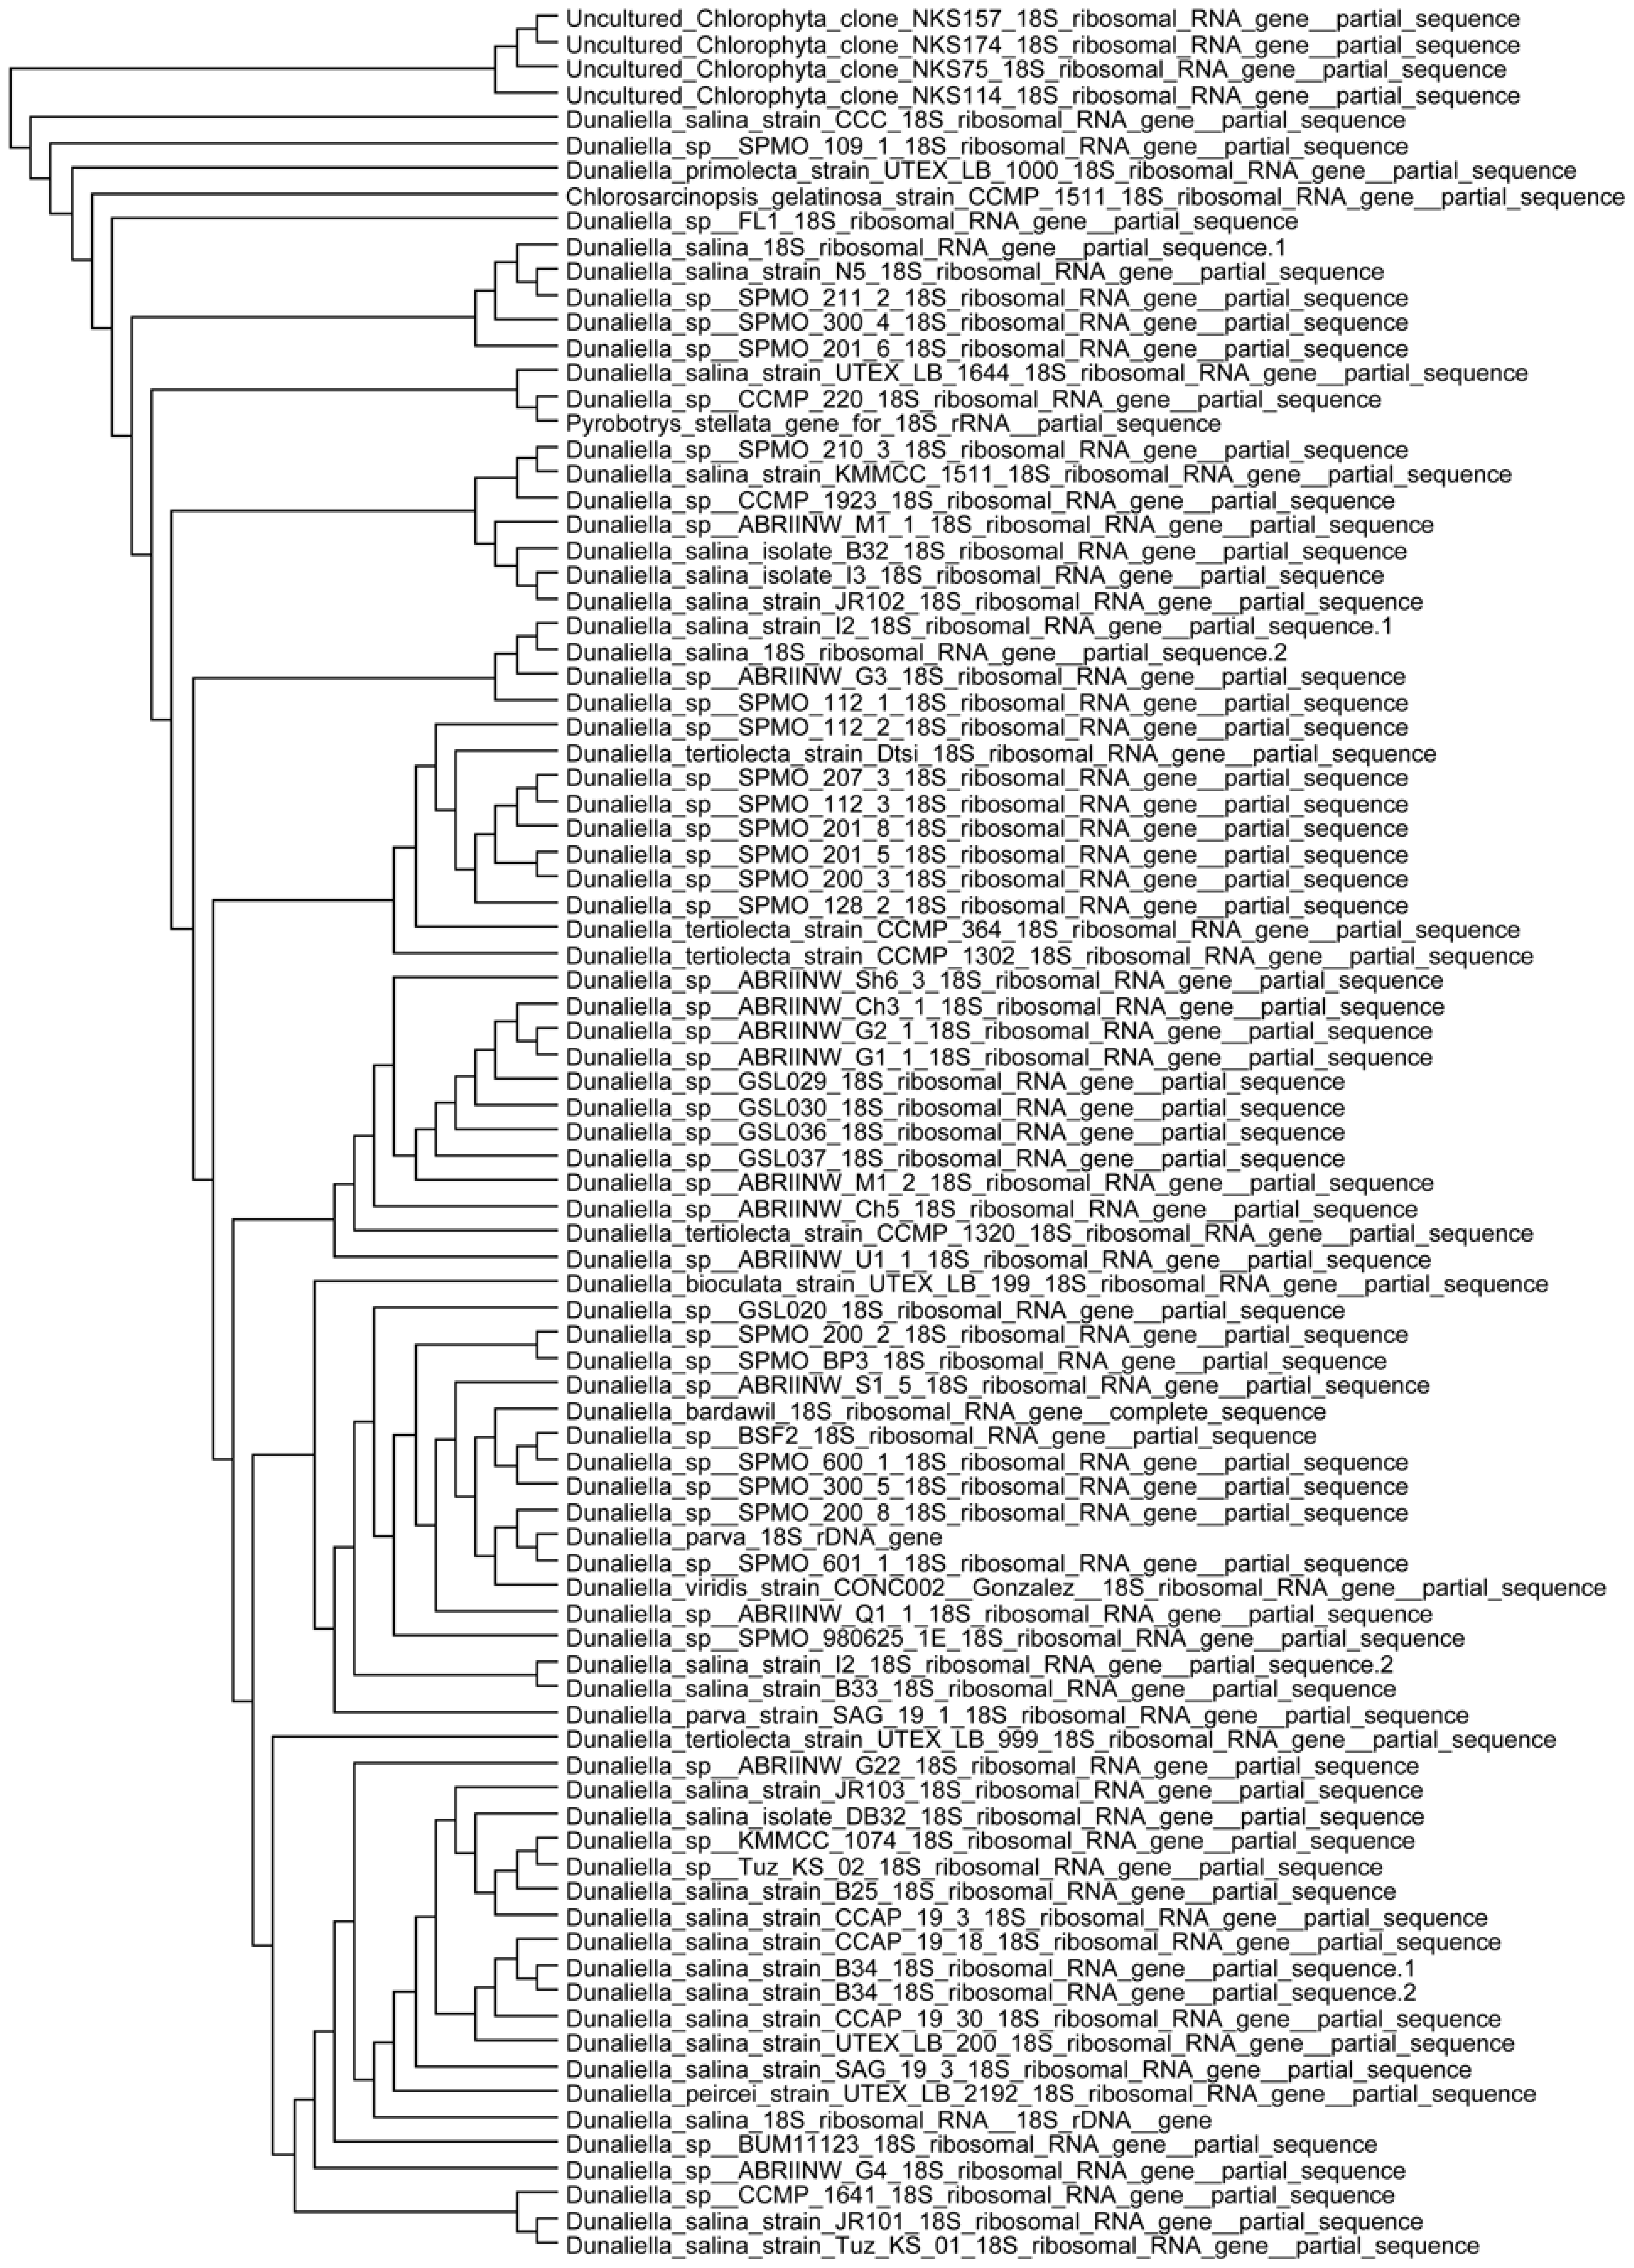 Uncultured_Chlorophyta_clone_NKS157_18S_ribosomal_RNA_gene__partial_sequence
Uncultured_Chlorophyta_clone_NKS174_18S_ribosomal_RNA_gene__partial_sequence
Uncultured_Chlorophyta_clone_NKS75_18S_ribosomal_RNA_gene__partial_sequence
Uncultured_Chlorophyta_clone_NKS114_18S_ribosomal_RNA_gene__partial_sequence
Dunaliella_salina_strain_CCC_18S_ribosomal_RNA_gene__partial_sequence
Dunaliella_sp__SPMO_109_1_18S_ribosomal_RNA_gene__partial_sequence
Dunaliella_primolecta_strain_UTEX_LB_1000_18S_ribosomal_RNA_gene__partial_sequence
Chlorosarcinopsis_gelatinosa_strain_CCMP_1511_18S_ribosomal_RNA_gene__partial_sequence
Dunaliella_sp__FL1_18S_ribosomal_RNA_gene__partial_sequence
Dunaliella_salina_18S_ribosomal_RNA_gene__partial_sequence.1
Dunaliella_salina_strain_N5_18S_ribosomal_RNA_gene__partial_sequence
Dunaliella_sp__SPMO_211_2_18S_ribosomal_RNA_gene__partial_sequence
Dunaliella_sp__SPMO_300_4_18S_ribosomal_RNA_gene__partial_sequence
Dunaliella_sp__SPMO_201_6_18S_ribosomal_RNA_gene__partial_sequence
Dunaliella_salina_strain_UTEX_LB_1644_18S_ribosomal_RNA_gene__partial_sequence
Dunaliella_sp__CCMP_220_18S_ribosomal_RNA_gene__partial_sequence
Pyrobotrys_stellata_gene_for_18S_rRNA__partial_sequence
Dunaliella_sp__SPMO_210_3_18S_ribosomal_RNA_gene__partial_sequence
Dunaliella_salina_strain_KMMCC_1511_18S_ribosomal_RNA_gene__partial_sequence
Dunaliella_sp__CCMP_1923_18S_ribosomal_RNA_gene__partial_sequence
Dunaliella_sp__ABRIINW_M1_1_18S_ribosomal_RNA_gene__partial_sequence
Dunaliella_salina_isolate_B32_18S_ribosomal_RNA_gene__partial_sequence
Dunaliella_salina_isolate_I3_18S_ribosomal_RNA_gene__partial_sequence
Dunaliella_salina_strain_JR102_18S_ribosomal_RNA_gene__partial_sequence
Dunaliella_salina_strain_I2_18S_ribosomal_RNA_gene__partial_sequence.1
Dunaliella_salina_18S_ribosomal_RNA_gene__partial_sequence.2
Dunaliella_sp__ABRIINW_G3_18S_ribosomal_RNA_gene__partial_sequence
Dunaliella_sp__SPMO_112_1_18S_ribosomal_RNA_gene__partial_sequence
Dunaliella_sp__SPMO_112_2_18S_ribosomal_RNA_gene__partial_sequence
Dunaliella_tertiolecta_strain_Dtsi_18S_ribosomal_RNA_gene__partial_sequence
Dunaliella_sp__SPMO_207_3_18S_ribosomal_RNA_gene__partial_sequence
Dunaliella_sp__SPMO_112_3_18S_ribosomal_RNA_gene__partial_sequence
Dunaliella_sp__SPMO_201_8_18S_ribosomal_RNA_gene__partial_sequence
Dunaliella_sp__SPMO_201_5_18S_ribosomal_RNA_gene__partial_sequence
Dunaliella_sp__SPMO_200_3_18S_ribosomal_RNA_gene__partial_sequence
Dunaliella_sp__SPMO_128_2_18S_ribosomal_RNA_gene__partial_sequence
Dunaliella_tertiolecta_strain_CCMP_364_18S_ribosomal_RNA_gene__partial_sequence
Dunaliella_tertiolecta_strain_CCMP_1302_18S_ribosomal_RNA_gene__partial_sequence
Dunaliella_sp__ABRIINW_Sh6_3_18S_ribosomal_RNA_gene__partial_sequence
Dunaliella_sp__ABRIINW_Ch3_1_18S_ribosomal_RNA_gene__partial_sequence
Dunaliella_sp__ABRIINW_G2_1_18S_ribosomal_RNA_gene__partial_sequence
Dunaliella_sp__ABRIINW_G1_1_18S_ribosomal_RNA_gene__partial_sequence
Dunaliella_sp__GSL029_18S_ribosomal_RNA_gene__partial_sequence
Dunaliella_sp__GSL030_18S_ribosomal_RNA_gene__partial_sequence
Dunaliella_sp__GSL036_18S_ribosomal_RNA_gene__partial_sequence
Dunaliella_sp__GSL037_18S_ribosomal_RNA_gene__partial_sequence
Dunaliella_sp__ABRIINW_M1_2_18S_ribosomal_RNA_gene__partial_sequence
Dunaliella_sp__ABRIINW_Ch5_18S_ribosomal_RNA_gene__partial_sequence
Dunaliella_tertiolecta_strain_CCMP_1320_18S_ribosomal_RNA_gene__partial_sequence
Dunaliella_sp__ABRIINW_U1_1_18S_ribosomal_RNA_gene__partial_sequence
Dunaliella_bioculata_strain_UTEX_LB_199_18S_ribosomal_RNA_gene__partial_sequence
Dunaliella_sp__GSL020_18S_ribosomal_RNA_gene__partial_sequence
Dunaliella_sp__SPMO_200_2_18S_ribosomal_RNA_gene__partial_sequence
Dunaliella_sp__SPMO_BP3_18S_ribosomal_RNA_gene__partial_sequence
Dunaliella_sp__ABRIINW_S1_5_18S_ribosomal_RNA_gene__partial_sequence
Dunaliella_bardawil_18S_ribosomal_RNA_gene__complete_sequence
Dunaliella_sp__BSF2_18S_ribosomal_RNA_gene__partial_sequence
Dunaliella_sp__SPMO_600_1_18S_ribosomal_RNA_gene__partial_sequence
Dunaliella_sp__SPMO_300_5_18S_ribosomal_RNA_gene__partial_sequence
Dunaliella_sp__SPMO_200_8_18S_ribosomal_RNA_gene__partial_sequence
Dunaliella_parva_18S_rDNA_gene
Dunaliella_sp__SPMO_601_1_18S_ribosomal_RNA_gene__partial_sequence
Dunaliella_viridis_strain_CONC002__Gonzalez__18S_ribosomal_RNA_gene__partial_sequence
Dunaliella_sp__ABRIINW_Q1_1_18S_ribosomal_RNA_gene__partial_sequence
Dunaliella_sp__SPMO_980625_1E_18S_ribosomal_RNA_gene__partial_sequence
Dunaliella_salina_strain_I2_18S_ribosomal_RNA_gene__partial_sequence.2
Dunaliella_salina_strain_B33_18S_ribosomal_RNA_gene__partial_sequence
Dunaliella_parva_strain_SAG_19_1_18S_ribosomal_RNA_gene__partial_sequence
Dunaliella_tertiolecta_strain_UTEX_LB_999_18S_ribosomal_RNA_gene__partial_sequence
Dunaliella_sp__ABRIINW_G22_18S_ribosomal_RNA_gene__partial_sequence
Dunaliella_salina_strain_JR103_18S_ribosomal_RNA_gene__partial_sequence
Dunaliella_salina_isolate_DB32_18S_ribosomal_RNA_gene__partial_sequence
Dunaliella_sp__KMMCC_1074_18S_ribosomal_RNA_gene__partial_sequence
Dunaliella_sp__Tuz_KS_02_18S_ribosomal_RNA_gene__partial_sequence
Dunaliella_salina_strain_B25_18S_ribosomal_RNA_gene__partial_sequence
Dunaliella_salina_strain_CCAP_19_3_18S_ribosomal_RNA_gene__partial_sequence
Dunaliella_salina_strain_CCAP_19_18_18S_ribosomal_RNA_gene__partial_sequence
Dunaliella_salina_strain_B34_18S_ribosomal_RNA_gene__partial_sequence.1
Dunaliella_salina_strain_B34_18S_ribosomal_RNA_gene__partial_sequence.2
Dunaliella_salina_strain_CCAP_19_30_18S_ribosomal_RNA_gene__partial_sequence
Dunaliella_salina_strain_UTEX_LB_200_18S_ribosomal_RNA_gene__partial_sequence
Dunaliella_salina_strain_SAG_19_3_18S_ribosomal_RNA_gene__partial_sequence
Dunaliella_peircei_strain_UTEX_LB_2192_18S_ribosomal_RNA_gene__partial_sequence
Dunaliella_salina_18S_ribosomal_RNA__18S_rDNA__gene
Dunaliella_sp__BUM11123_18S_ribosomal_RNA_gene__partial_sequence
Dunaliella_sp__ABRIINW_G4_18S_ribosomal_RNA_gene__partial_sequence
Dunaliella_sp__CCMP_1641_18S_ribosomal_RNA_gene__partial_sequence
Dunaliella_salina_strain_JR101_18S_ribosomal_RNA_gene__partial_sequence
Dunaliella_salina_strain_Tuz_KS_01_18S_ribosomal_RNA_gene__partial_sequence